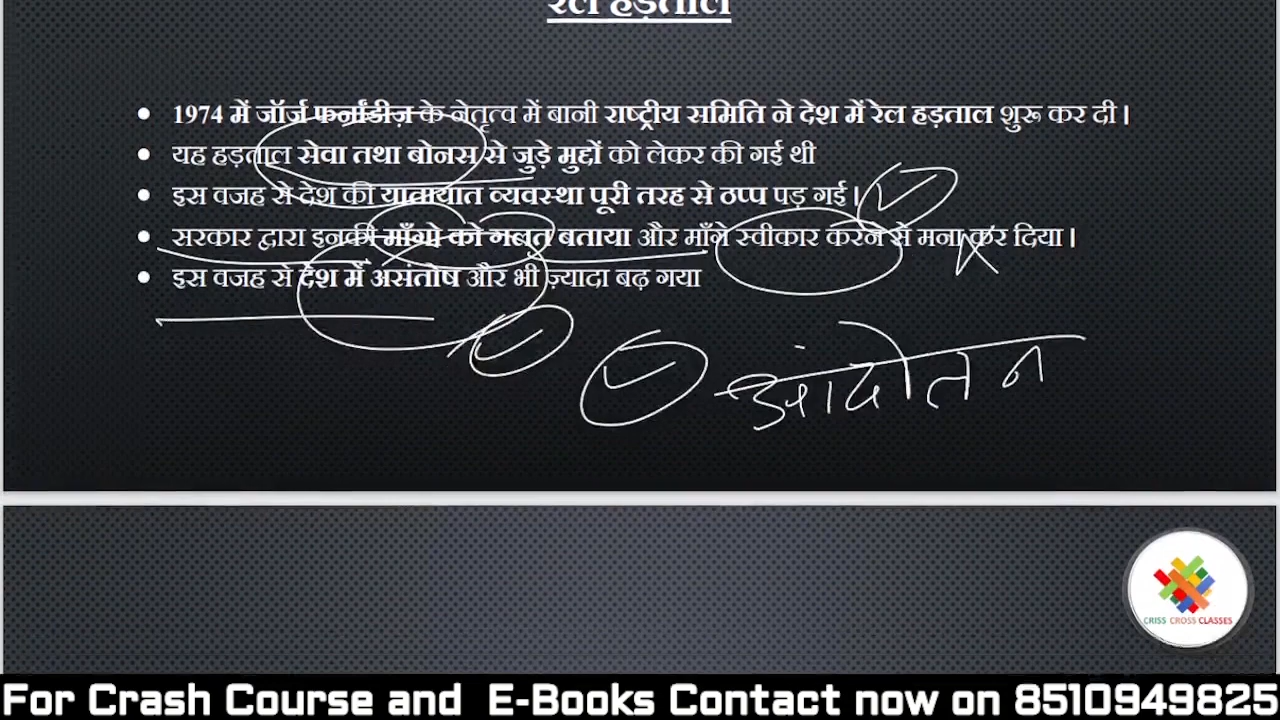 रेल हड़ताल
• 1974 में जॉर्ज फर्नांडीज़ के नेतृत्व में बानी राष्ट्रीय समिति ने देश में रेल हड़ताल शुरू कर दी ।
• यह हड़ताल सेवा तथा बोनस से जुड़े मुद्दों को लेकर की गई थी
• इस वजह से देश की यातायात व्यवस्था पूरी तरह से ठप्प पड़ गई ।
• सरकार द्वारा इनकी माँगो को गलत बताया और माँगे स्वीकार करने से मना कर दिया ।
• इस वजह से देश में असंतोष और भी ज़्यादा बढ़ गया
आंदोलन
CRISS CROSS CLASSES
For Crash Course and E-Books Contact now on 8510949825